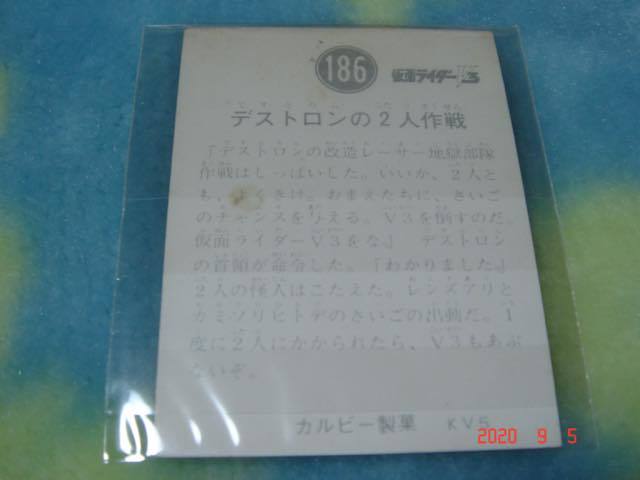 186 仮面ライダーV3
デストロンの2人作戦
「デストロンの改造レーサー地獄部隊
作戦はしっぱいした。いいか、2人と
も、よくきけ。おまえたちに、さいご
のチャンスを与える。V3を倒すのだ。
仮面ライダーV3をな」 デストロン
の首領が命令した。「わかりました」
2人の怪人はこたえた。レンズアリと
カミソリヒトデのさいごの出動だ。1
度に2人にかかられたら、V3もあぶ
ないぞ。
カルビー製菓 KV5
2020 9 5